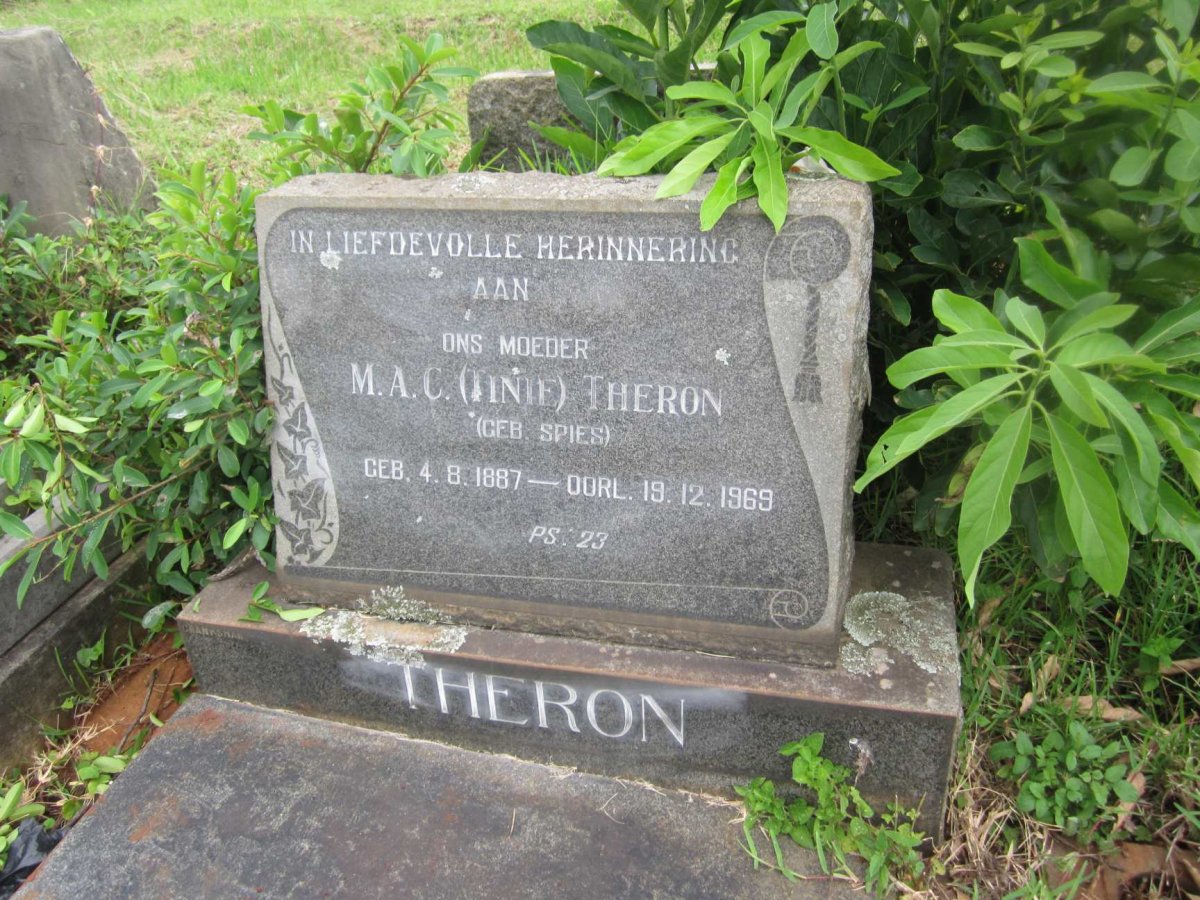 IN LIEFDEVOLLE HERINNERING
AAN
ONS MOEDER
M.A.C. (TINIE) THERON
(GEB. SPIES)
GEB. 4. 8. 1887 — OORL. 19. 12. 1969
PS. 23
THERON